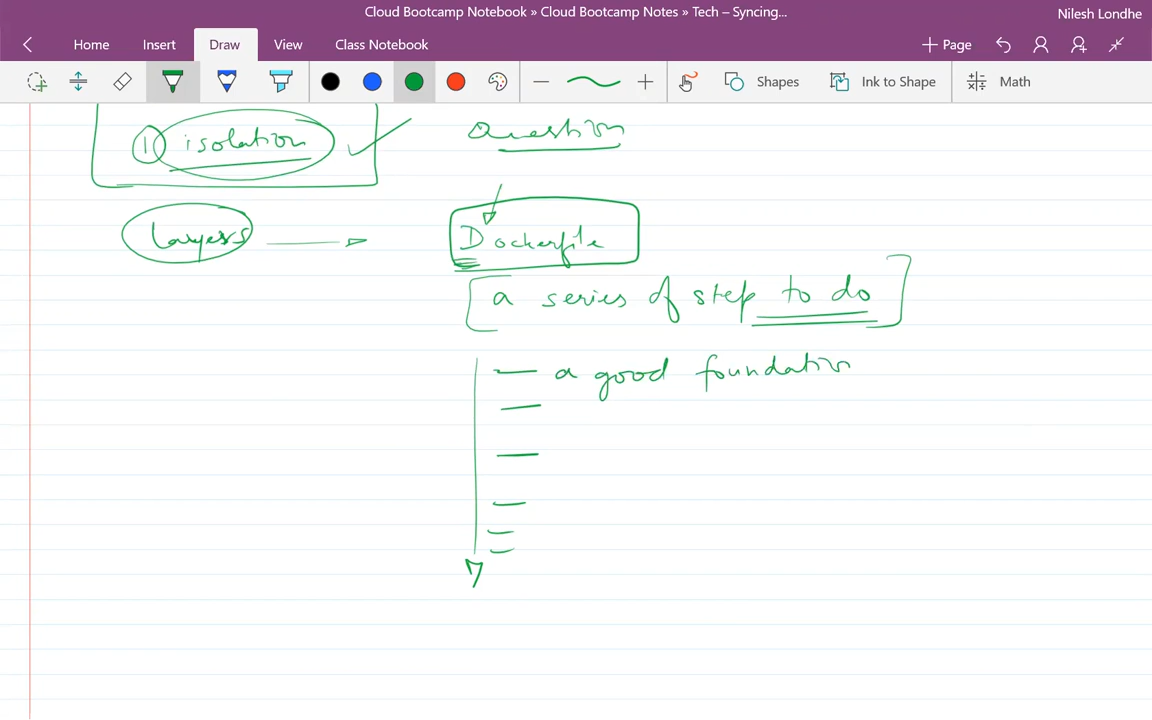 Cloud Bootcamp Notebook » Cloud Bootcamp Notes » Tech – Syncing...
Nilesh Londhe
Home Insert Draw View Class Notebook Page
Shapes Ink to Shape Math
① isolation Question
Layers Dockerfile
a series of step to do
a good foundation